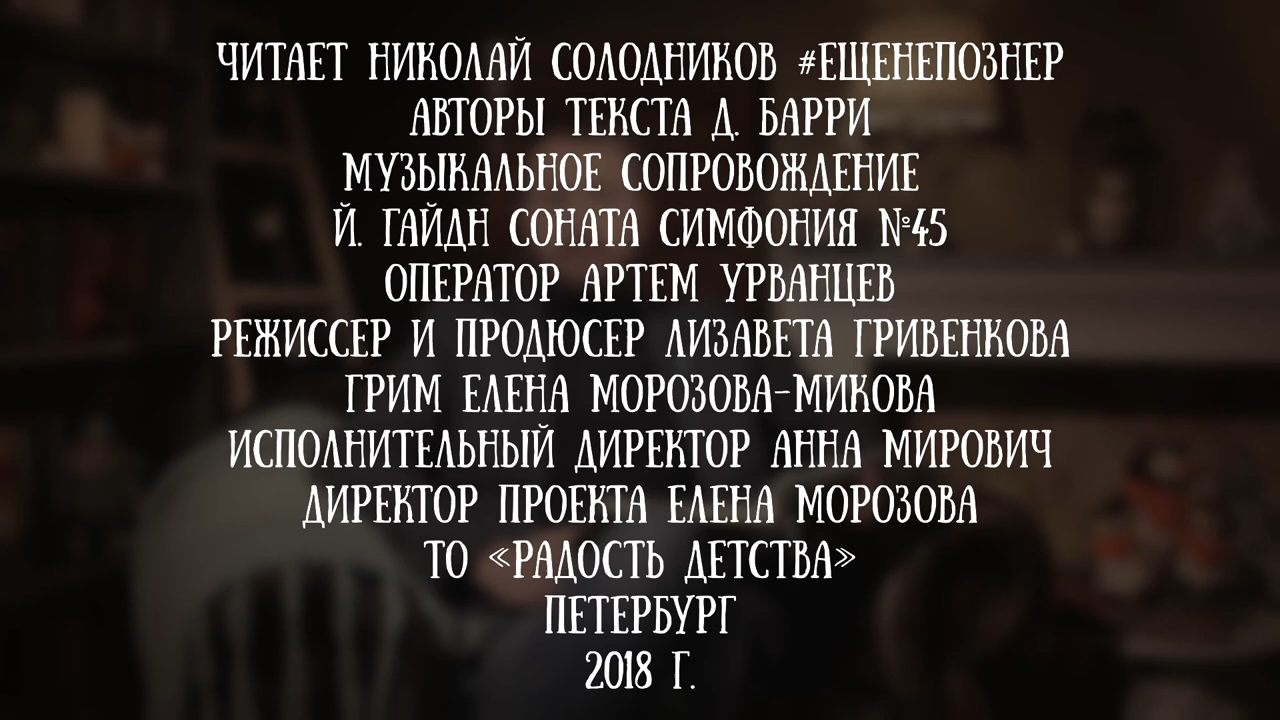 ЧИТАЕТ НИКОЛАЙ СОЛОДНИКОВ #ЕЩЕНЕПОЗНЕР
АВТОРЫ ТЕКСТА Д. БАРРИ
МУЗЫКАЛЬНОЕ СОПРОВОЖДЕНИЕ
Й. ГАЙДН СОНАТА СИМФОНИЯ №45
ОПЕРАТОР АРТЕМ УРВАНЦЕВ
РЕЖИССЕР И ПРОДЮСЕР ЛИЗАВЕТА ГРИВЕНКОВА
ГРИМ ЕЛЕНА МОРОЗОВА-МИКОВА
ИСПОЛНИТЕЛЬНЫЙ ДИРЕКТОР АННА МИРОВИЧ
ДИРЕКТОР ПРОЕКТА ЕЛЕНА МОРОЗОВА
ТО «РАДОСТЬ ДЕТСТВА»
ПЕТЕРБУРГ
2018 Г.